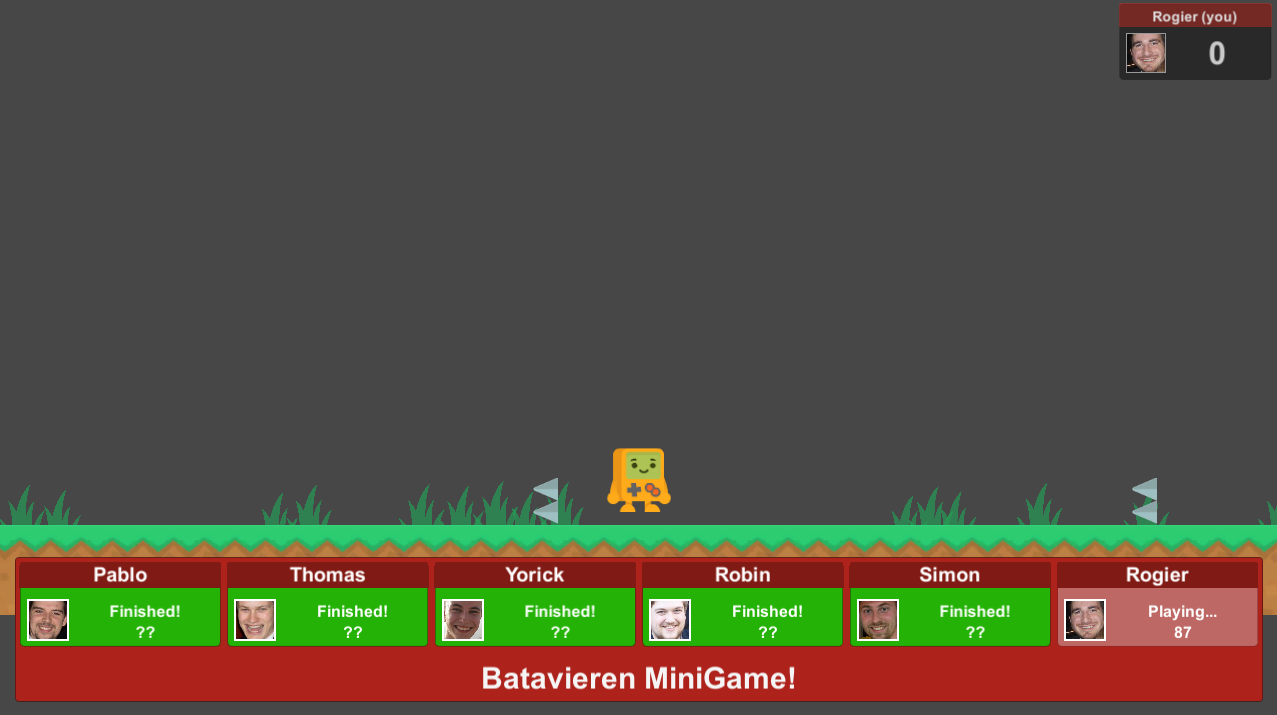 Rogier (you)
0
Pablo
Thomas
Yorick
Robin
Simon
Rogier
Finished!
??
Finished!
??
Finished!
??
Finished!
??
Finished!
??
Playing...
87
Batavieren MiniGame!